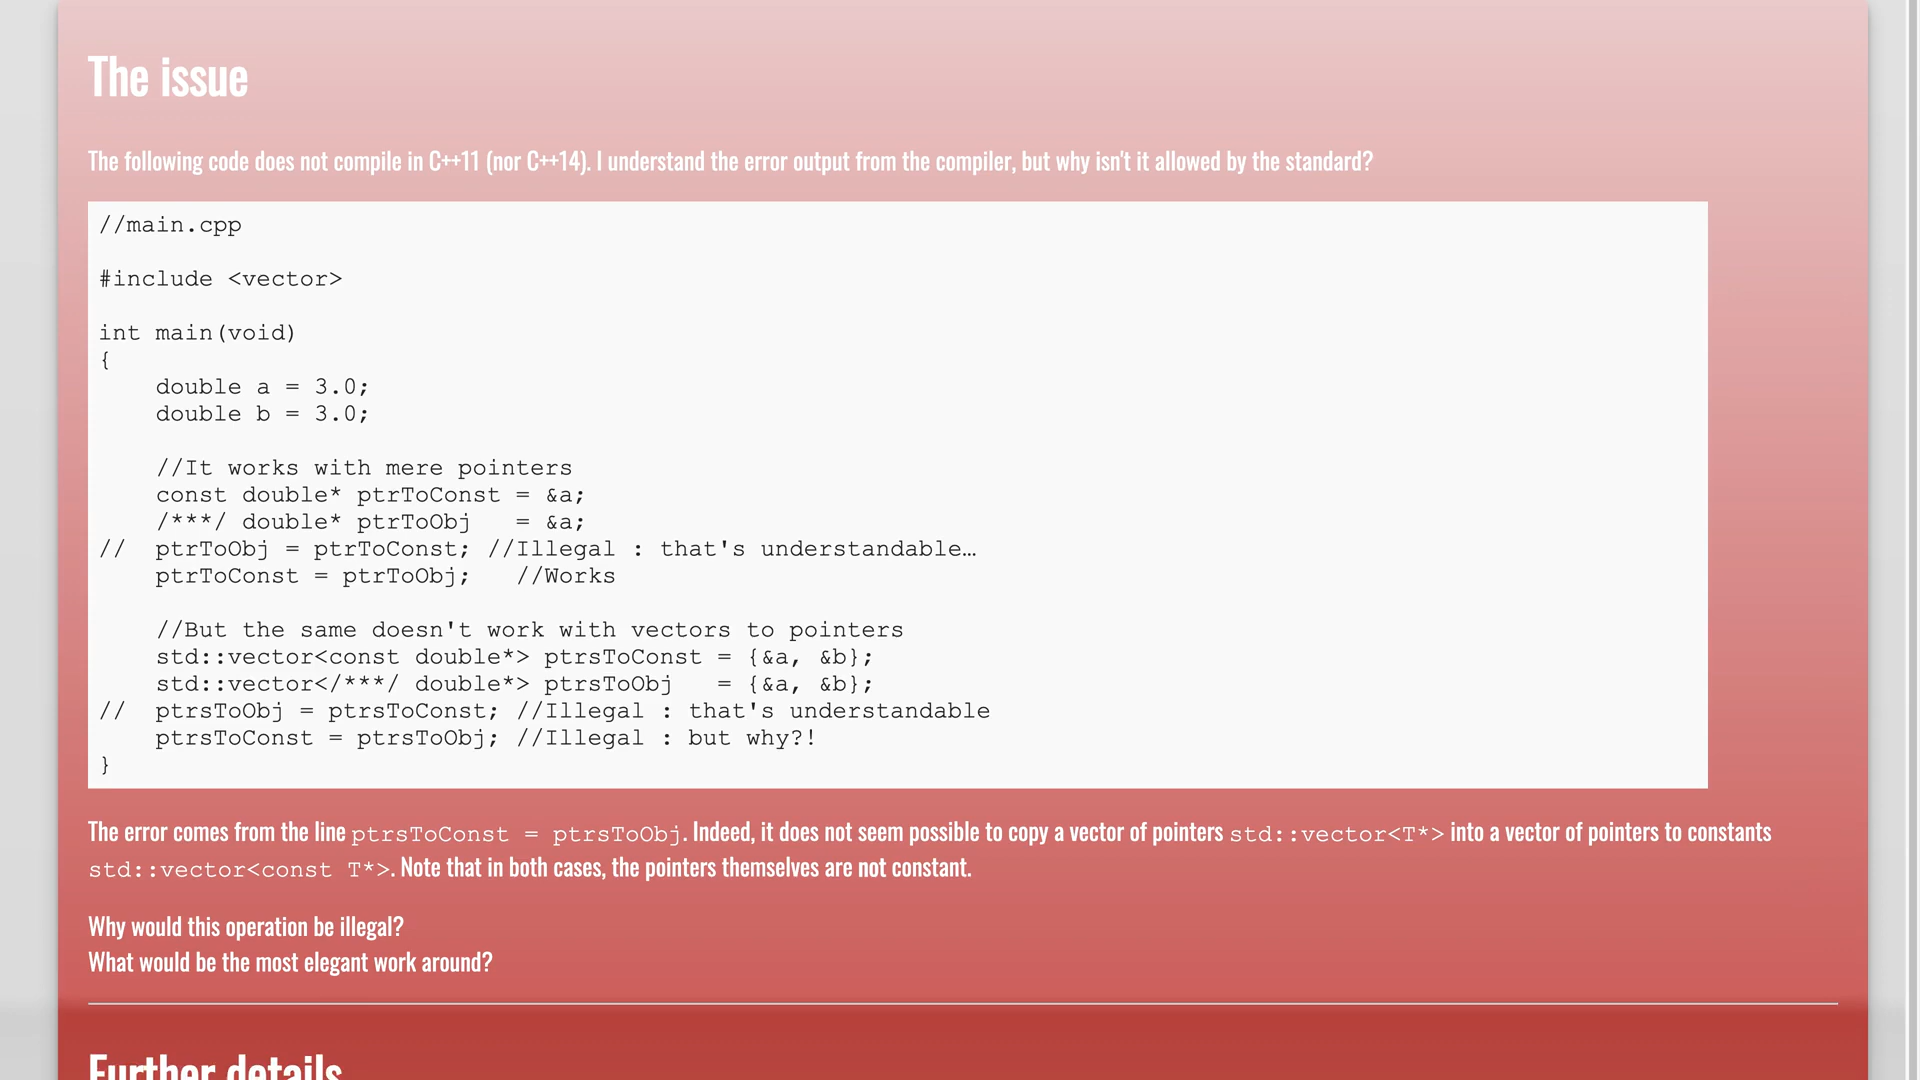 The issue
The following code does not compile in C++11 (nor C++14). I understand the error output from the compiler, but why isn't it allowed by the standard?
//main.cpp
#include <vector>
int main(void)
{
    double a = 3.0;
    double b = 3.0;
    //It works with mere pointers
    const double* ptrToConst = &a;
    /***/ double* ptrToObj   = &a;
//  ptrToObj = ptrToConst; //Illegal : that's understandable…
    ptrToConst = ptrToObj;   //Works
    //But the same doesn't work with vectors to pointers
    std::vector<const double*> ptrsToConst = {&a, &b};
    std::vector</***/ double*> ptrsToObj   = {&a, &b};
//  ptrsToObj = ptrsToConst; //Illegal : that's understandable
    ptrsToConst = ptrsToObj; //Illegal : but why?!
}
The error comes from the line ptrsToConst = ptrsToObj. Indeed, it does not seem possible to copy a vector of pointers std::vector<T*> into a vector of pointers to constants
std::vector<const T*>. Note that in both cases, the pointers themselves are not constant.
Why would this operation be illegal?
What would be the most elegant work around?
Further details